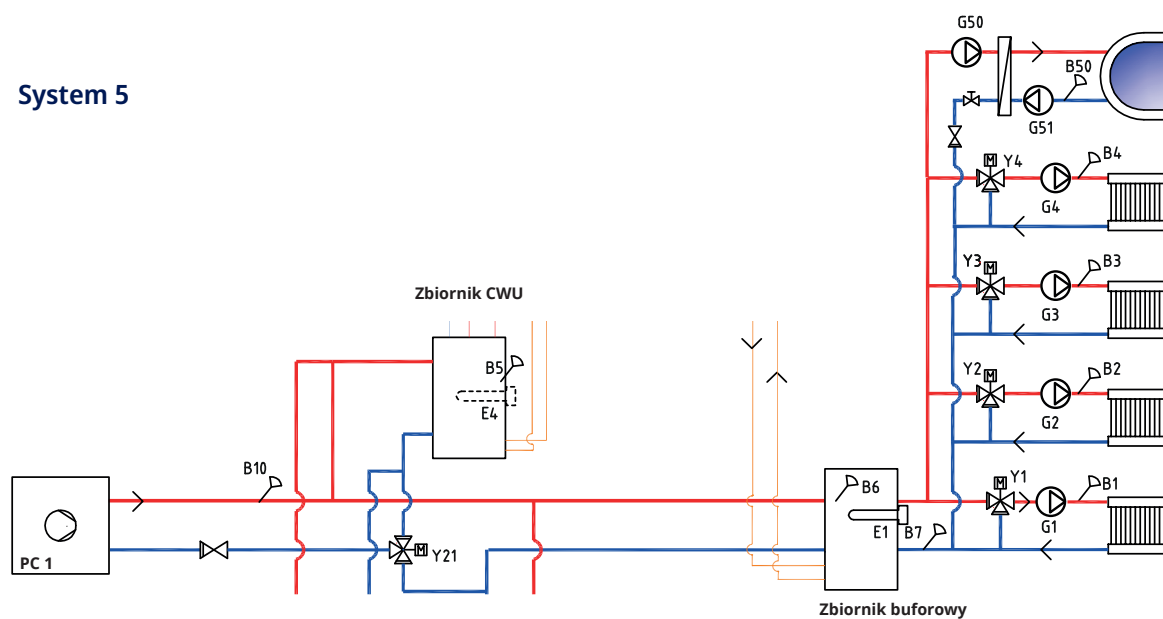 G50
B50
System 5
G51
B4
Y4
G4
Y3
B3
G3
Zbiornik CWU
B5
Y2
B2
E4
G2
B10
Y1
B6
B1
G1
E1
B7
PC 1
Y21
M
M
M
M
M
Zbiornik buforowy